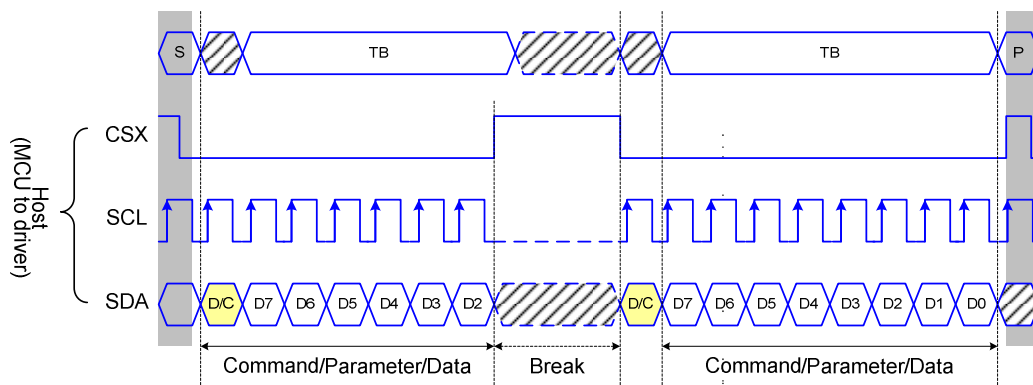 S TB TB P
CSX
SCL
SDA D/C D7 D6 D5 D4 D3 D2 D/C D7 D6 D5 D4 D3 D2 D1 D0
Host
(MCU to driver)
Command/Parameter/Data Break Command/Parameter/Data